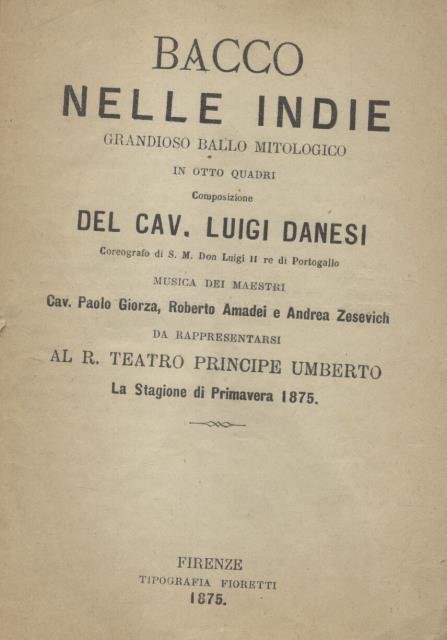 BACCO
NELLE INDIE
GRANDIOSO BALLO MITOLOGICO
IN OTTO QUADRI
Composizione
DEL CAV. LUIGI DANESI
Coreografo di S. M. Don Luigi II re di Portogallo
MUSICA DEI MAESTRI
Cav. Paolo Giorza, Roberto Amadei e Andrea Zesevich
DA RAPPRESENTARSI
AL R. TEATRO PRINCIPE UMBERTO
La Stagione di Primavera 1875.
FIRENZE
TIPOGRAFIA FIORETTI
1875.